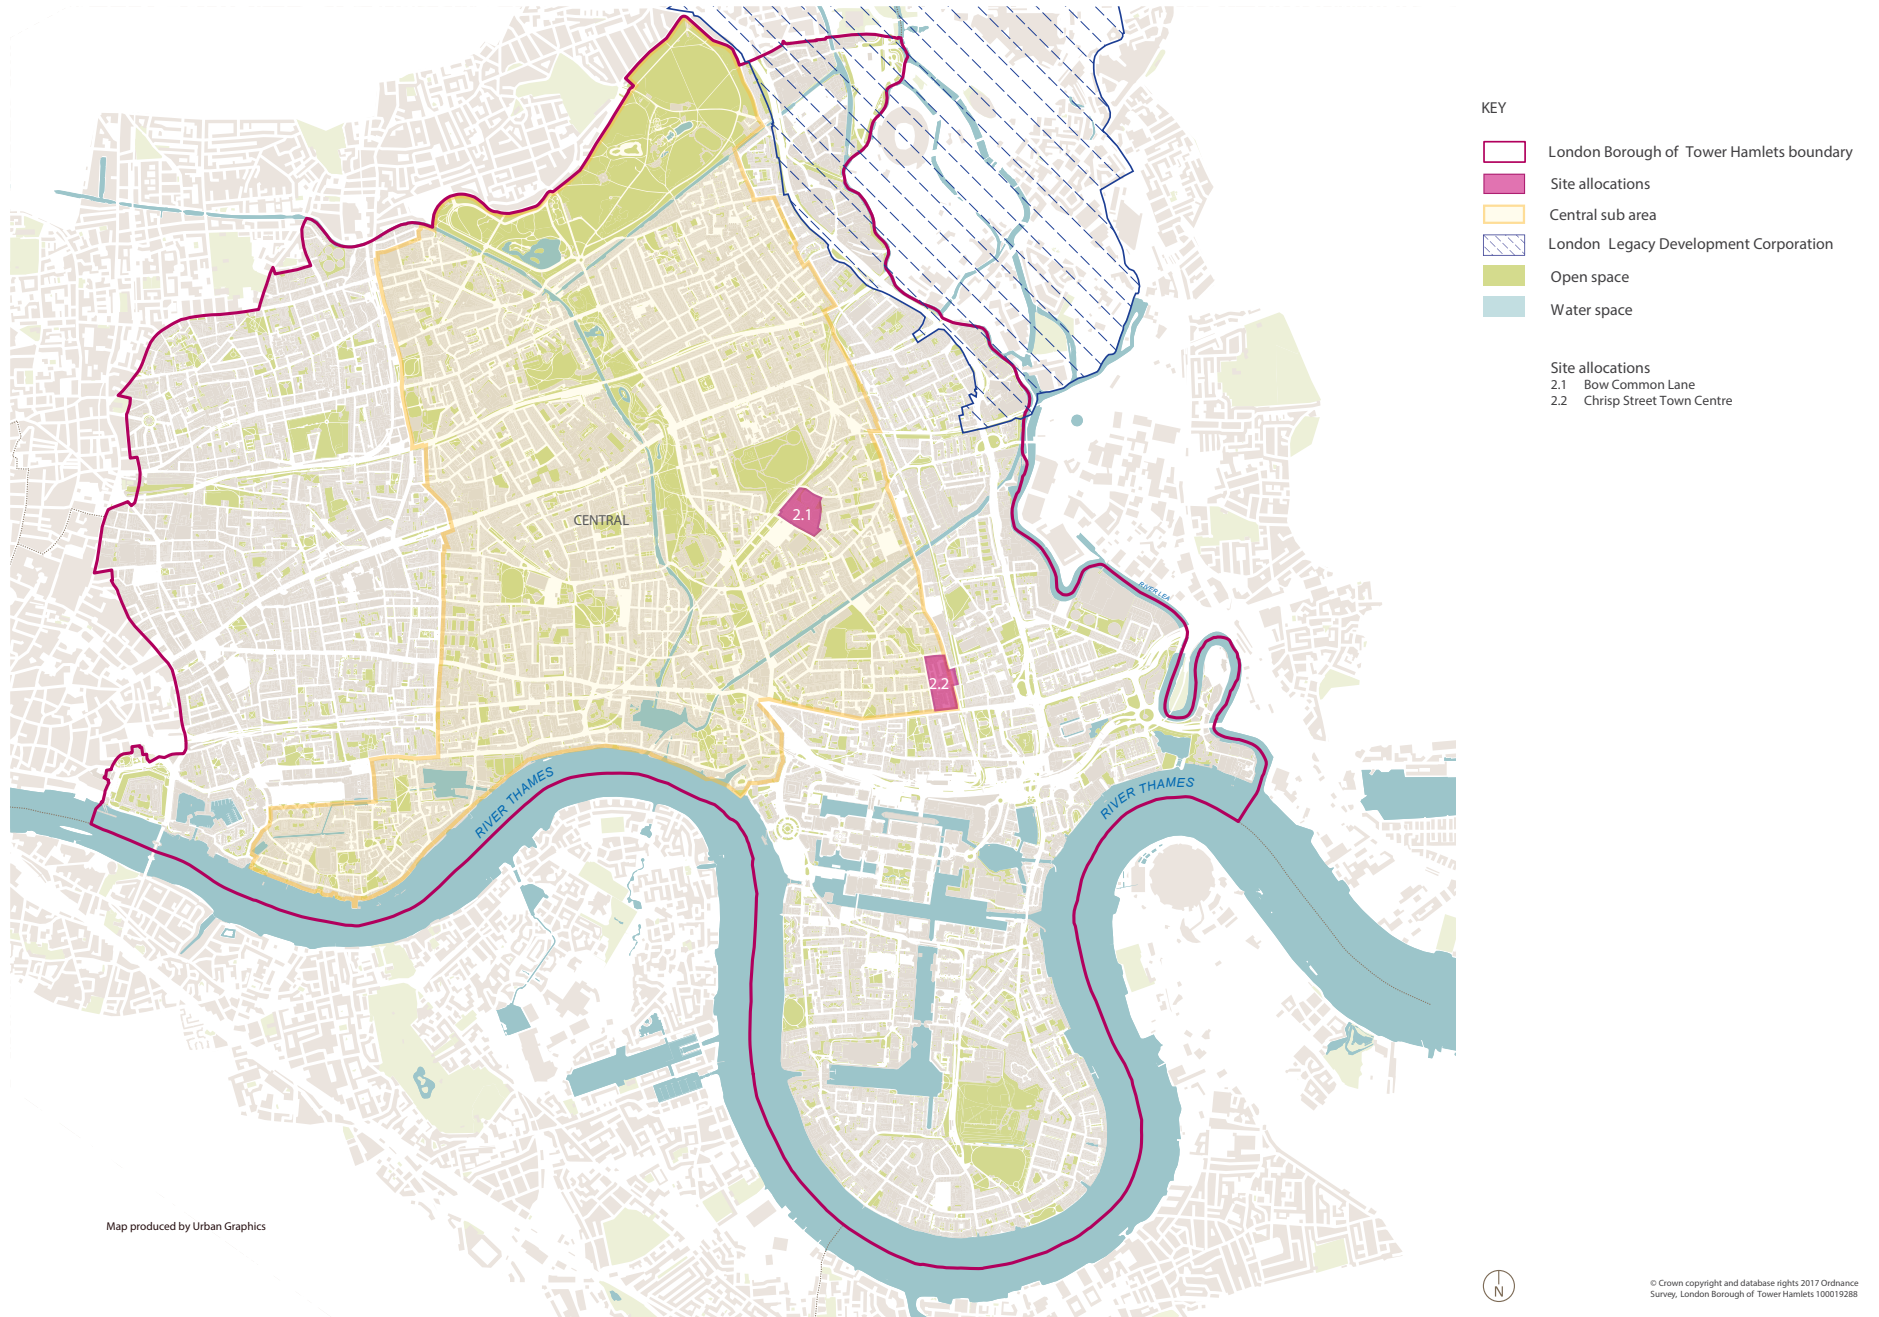 KEY
London Borough of Tower Hamlets boundary
Site allocations
Central sub area
London Legacy Development Corporation
Open space
Water space
Site allocations
2.1 Bow Common Lane
2.2 Chrisp Street Town Centre
CENTRAL
2.1
2.2
RIVER LEA
RIVER THAMES
RIVER THAMES
Map produced by Urban Graphics
N
© Crown copyright and database rights 2017 Ordnance
Survey, London Borough of Tower Hamlets 100019288